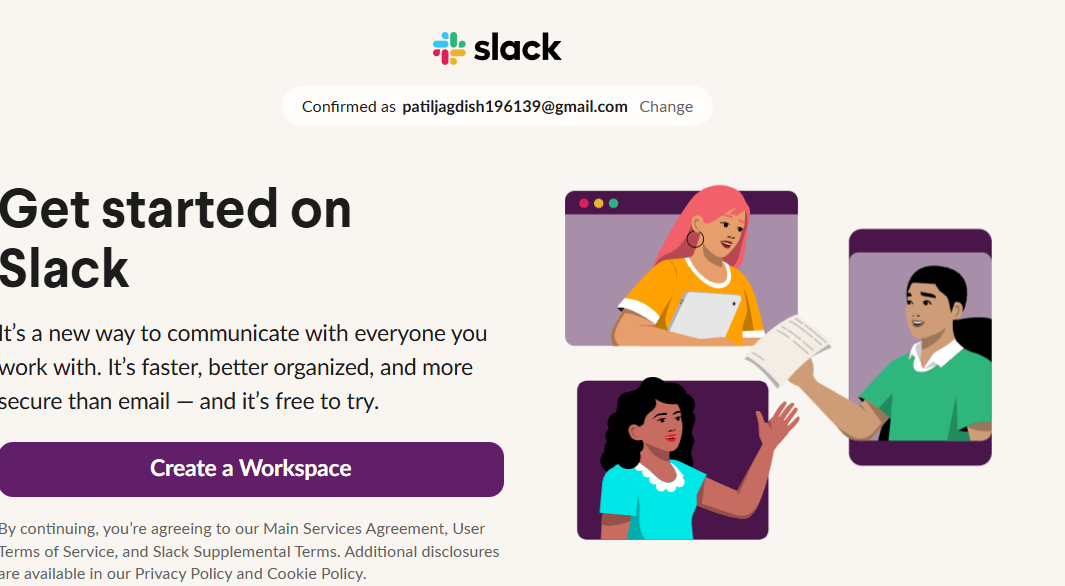 slack
Confirmed as patiljagdish196139@gmail.com Change
Get started on
Slack
It’s a new way to communicate with everyone you
work with. It’s faster, better organized, and more
secure than email — and it’s free to try.
Create a Workspace
By continuing, you’re agreeing to our Main Services Agreement, User
Terms of Service, and Slack Supplemental Terms. Additional disclosures
are available in our Privacy Policy and Cookie Policy.